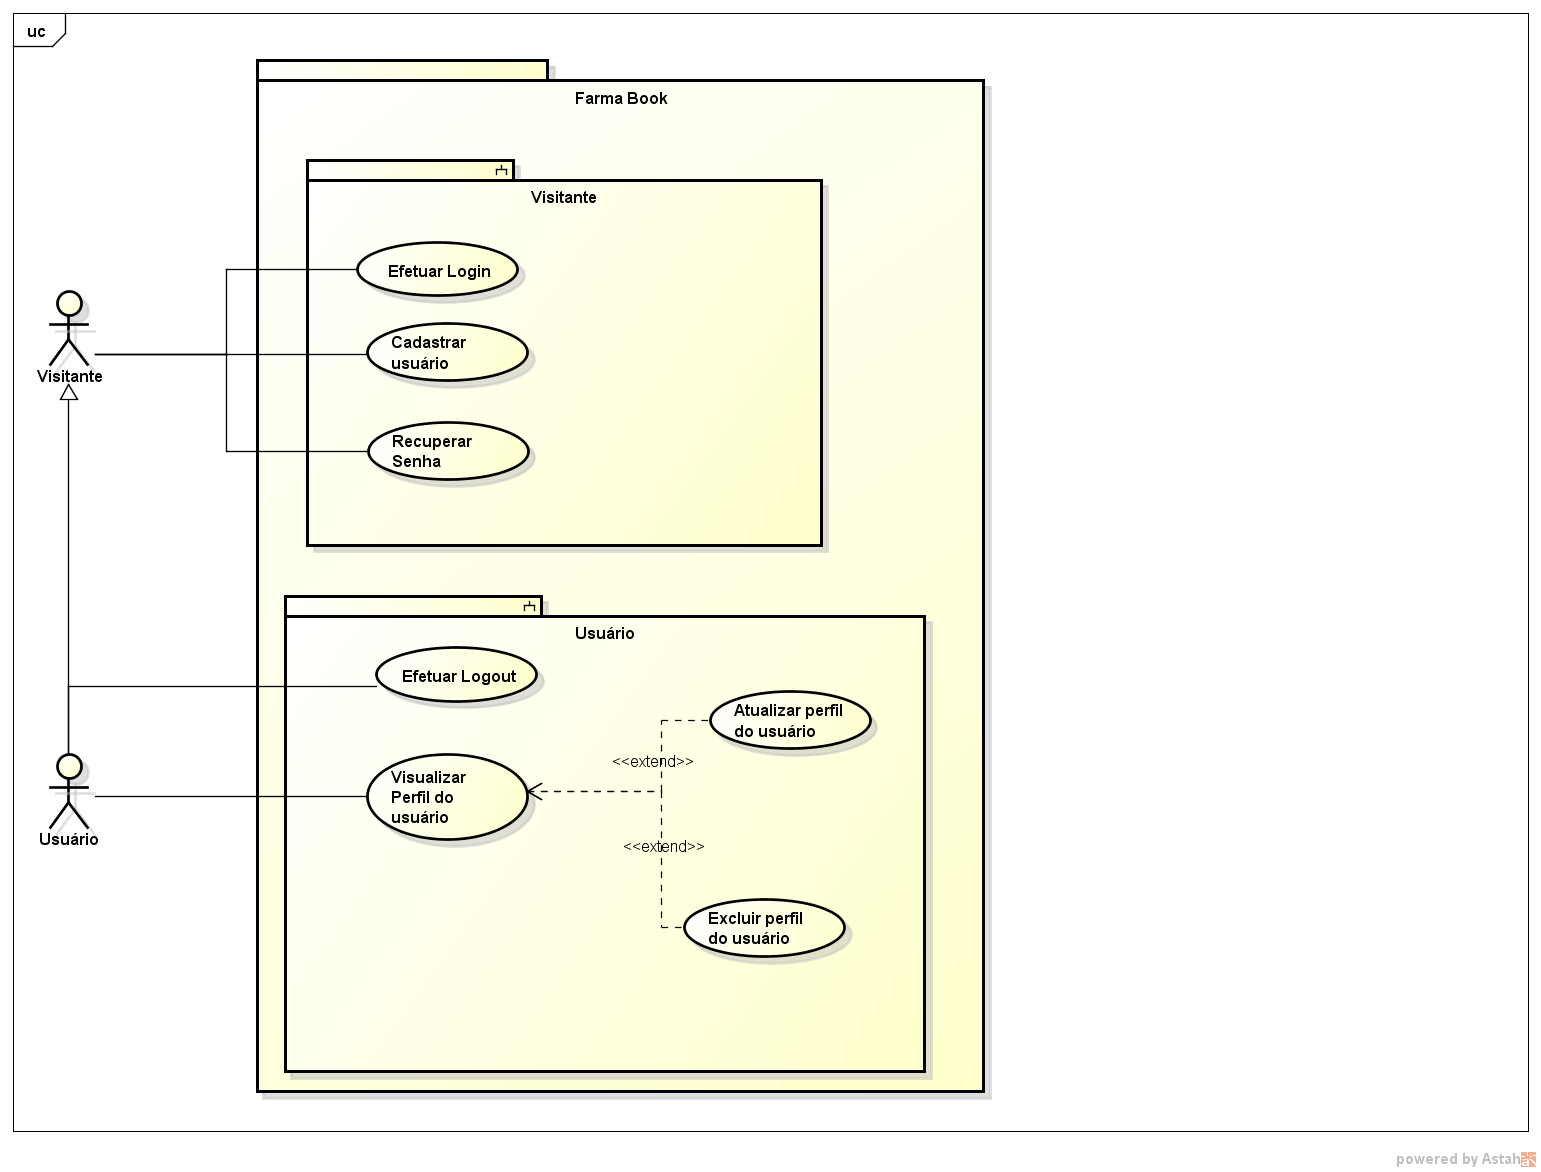 uc
Farma Book
Visitante
Efetuar Login
Cadastrar
usuário
Visitante
Recuperar
Senha
Usuário
Efetuar Logout
Atualizar perfil
do usuário
<<extend>>
Visualizar
Perfil do
usuário
Usuário
<<extend>>
Excluir perfil
do usuário
powered by Astah